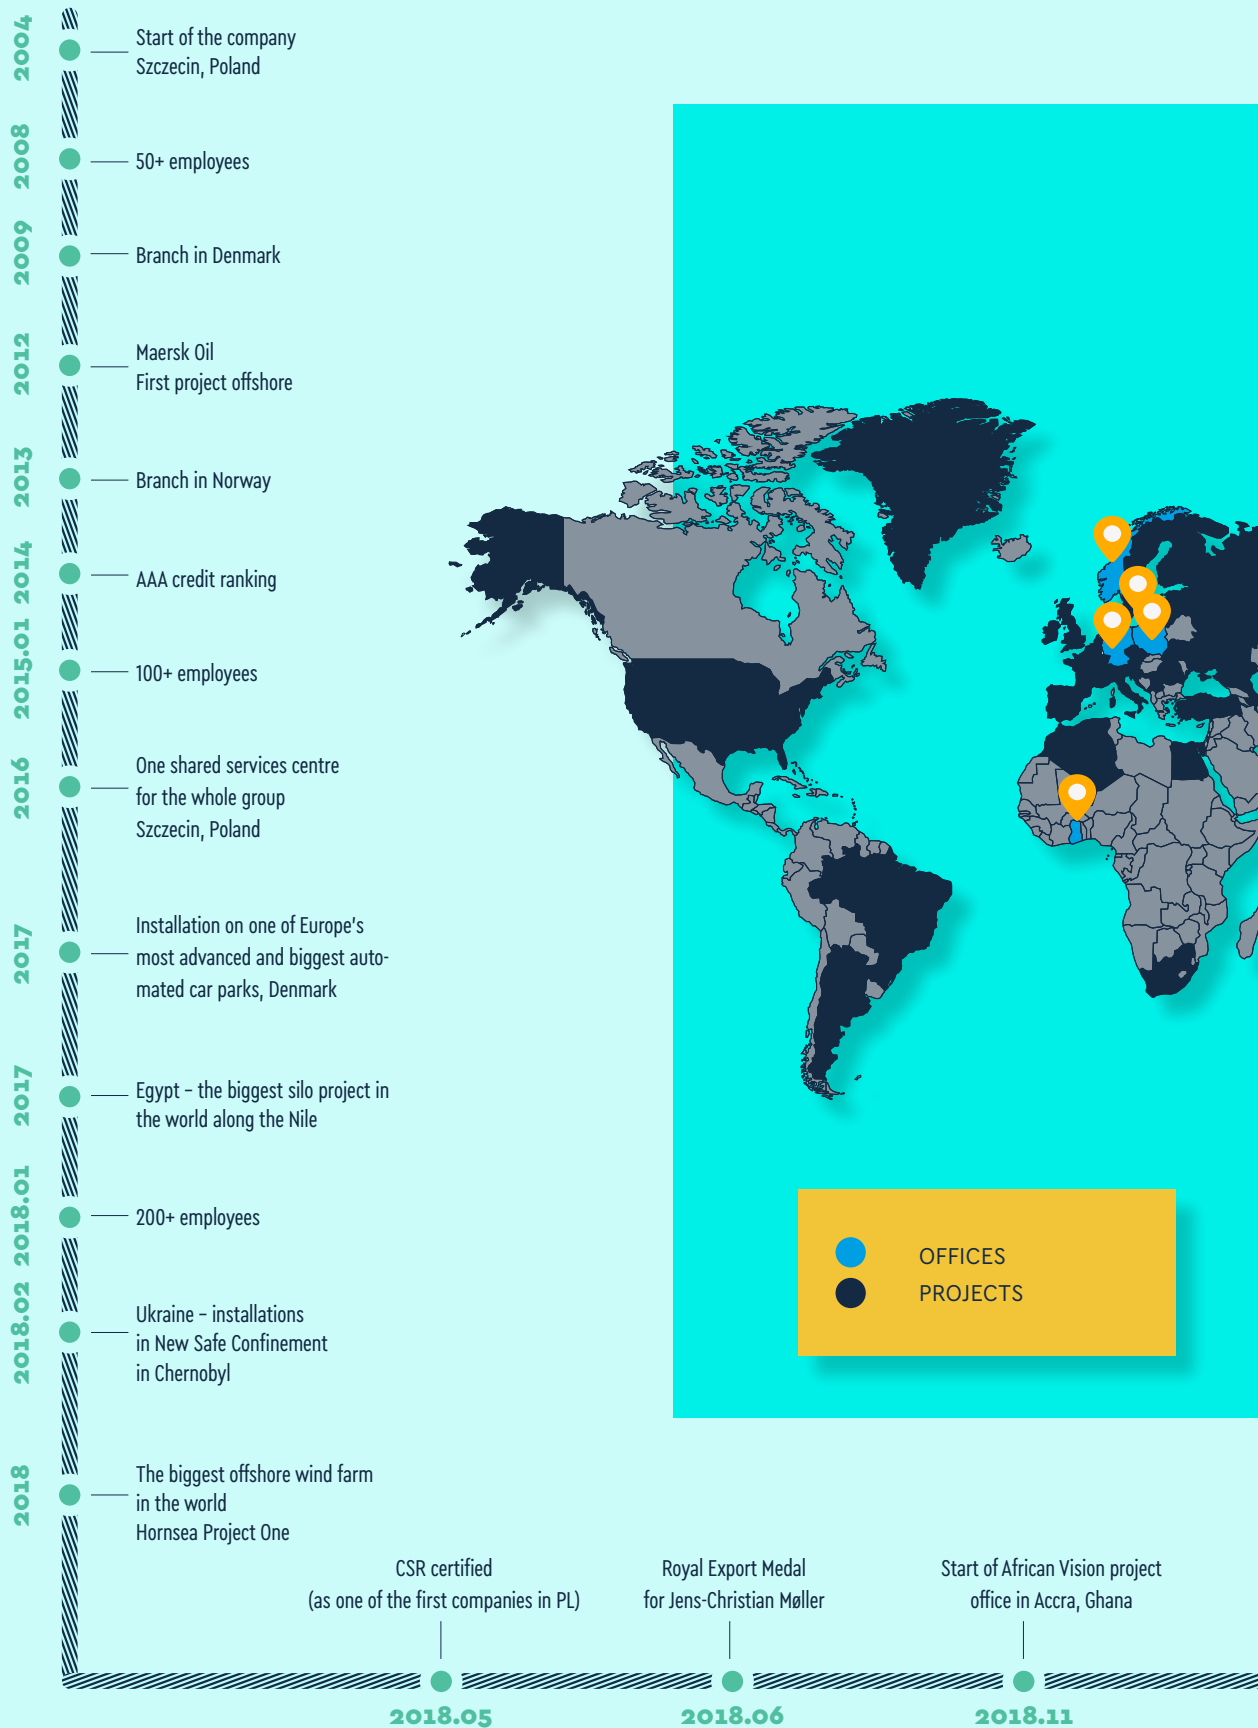 2004
Start of the company
Szczecin, Poland
2008
50+ employees
2009
Branch in Denmark
2012
Maersk Oil
First project offshore
2013
Branch in Norway
2014
AAA credit ranking
2015.01
100+ employees
2016
One shared services centre
for the whole group
Szczecin, Poland
2017
Installation on one of Europe's
most advanced and biggest auto-
mated car parks, Denmark
2017
Egypt – the biggest silo project in
the world along the Nile
2018.01
200+ employees
2018.02
Ukraine – installations
in New Safe Confinement
in Chernobyl
2018
The biggest offshore wind farm
in the world
Hornsea Project One
OFFICES
PROJECTS
CSR certified
(as one of the first companies in PL)
2018.05
Royal Export Medal
for Jens-Christian Møller
2018.06
Start of African Vision project
office in Accra, Ghana
2018.11